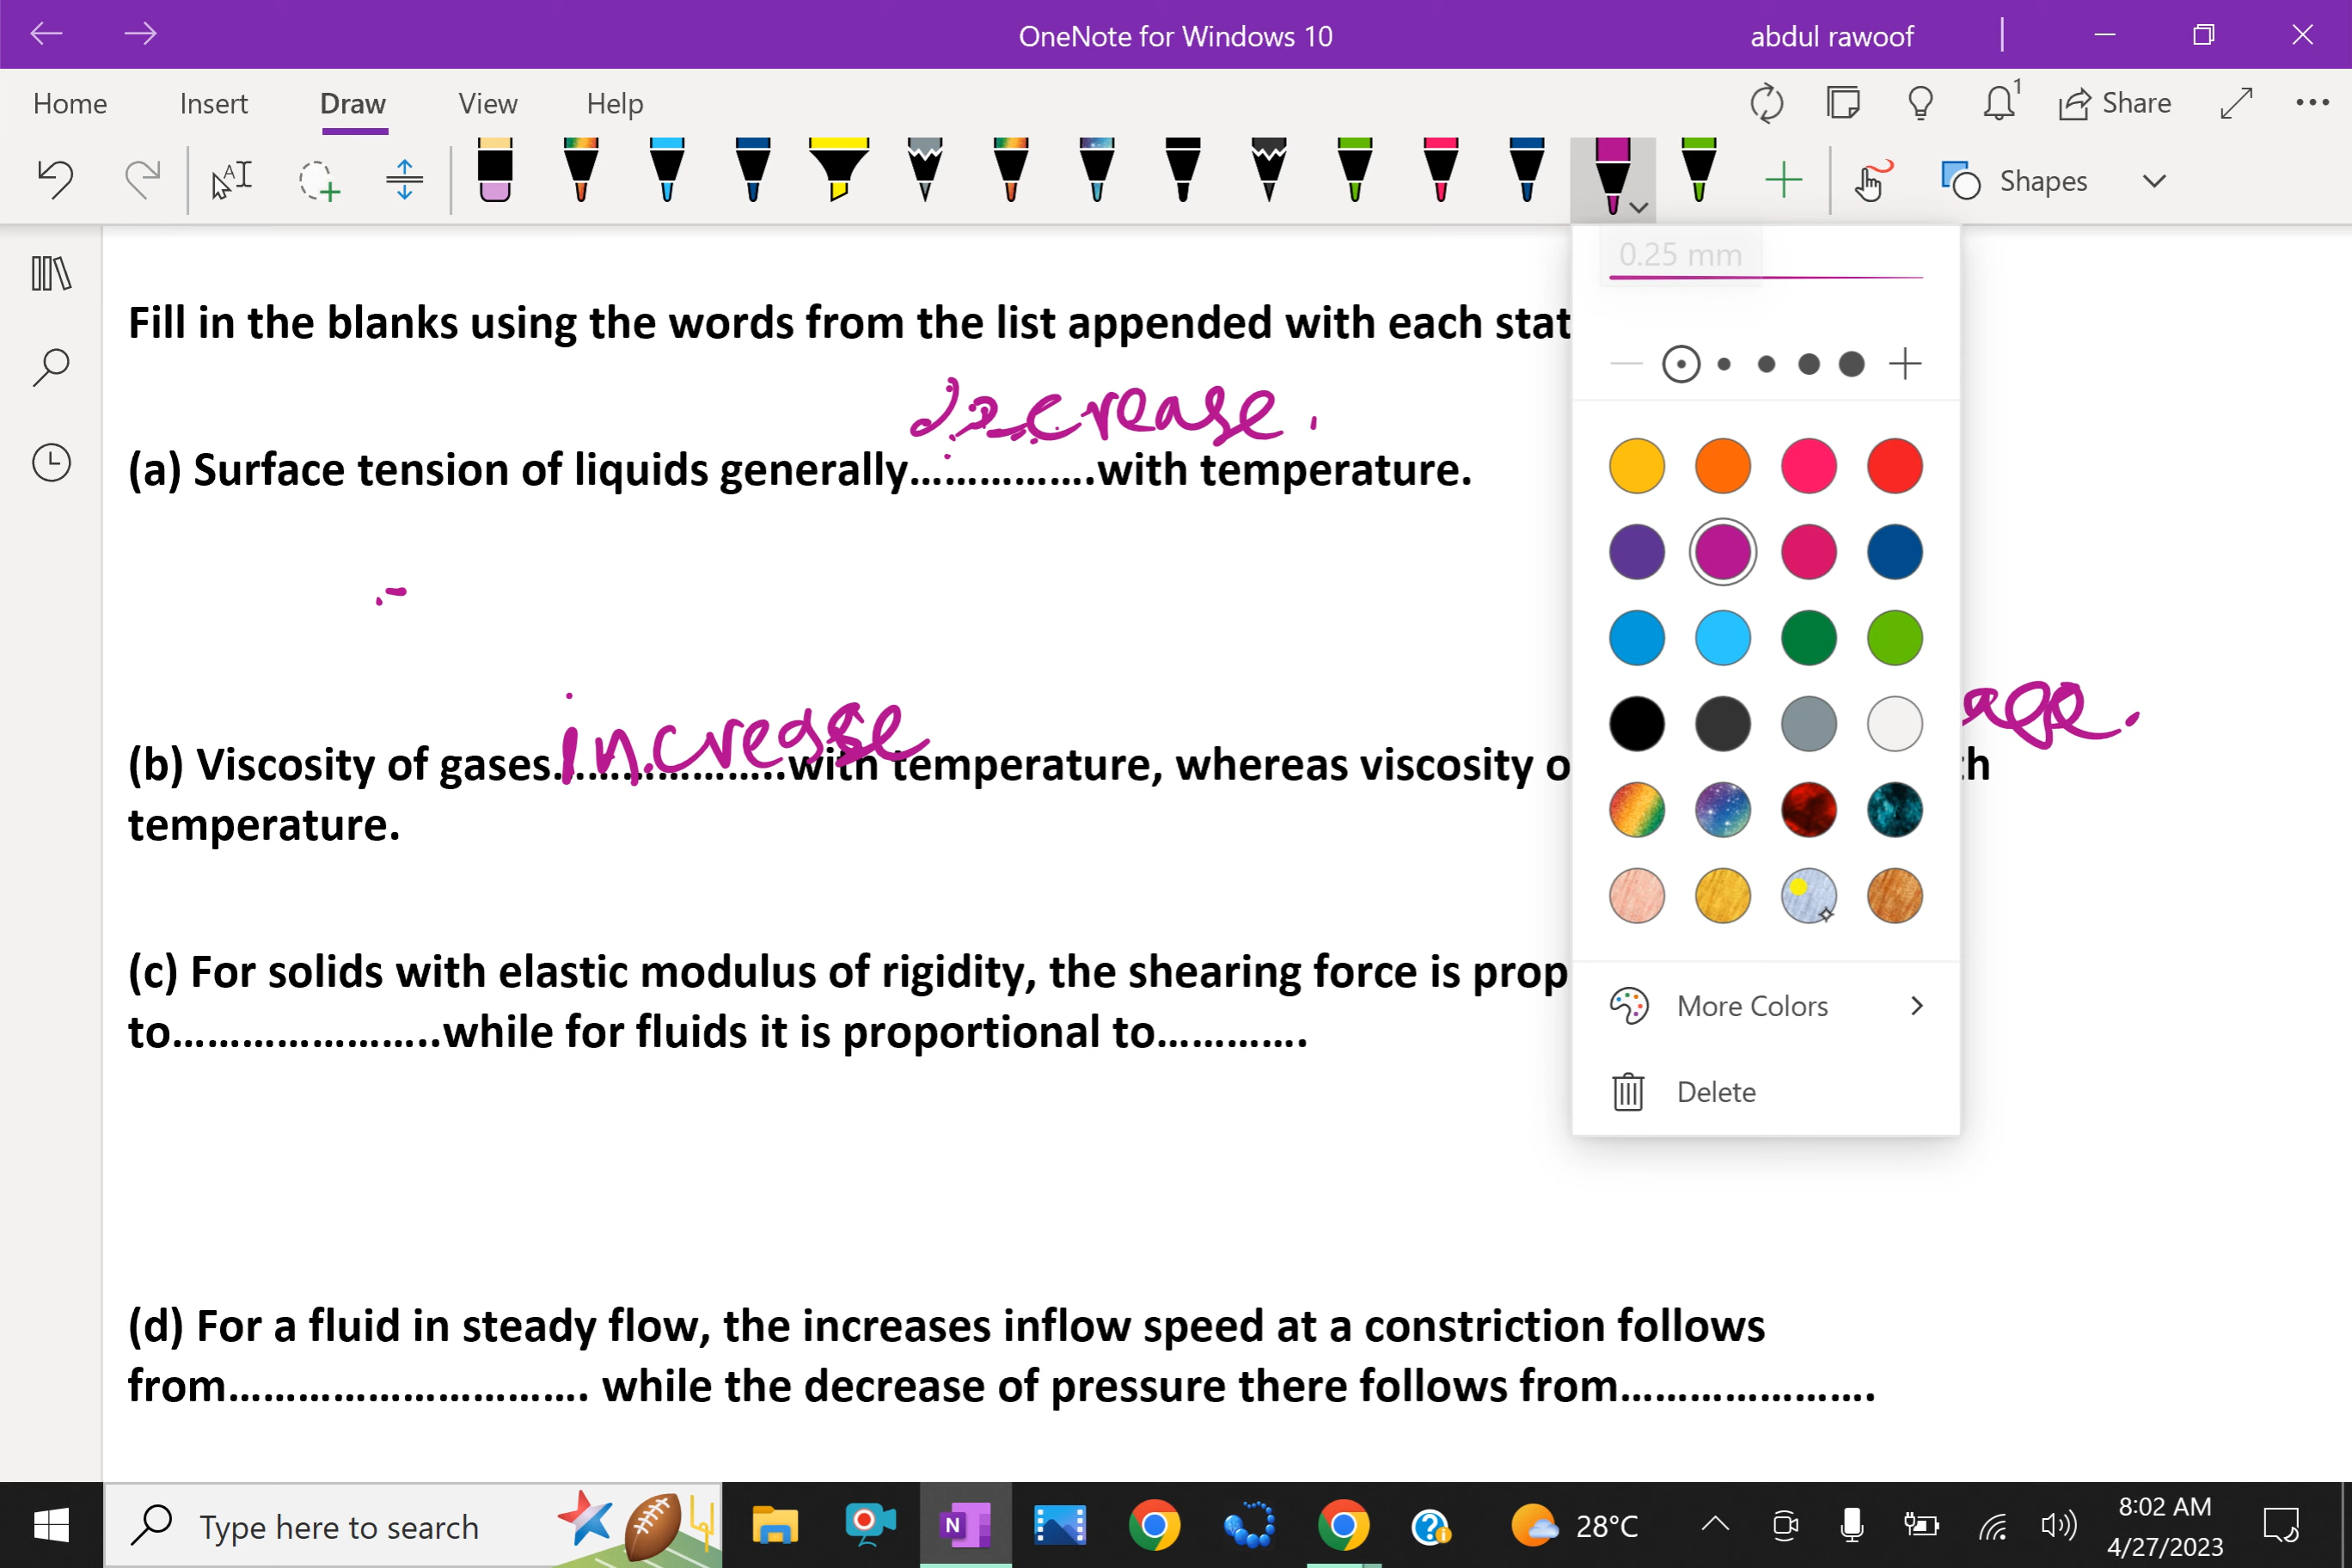 OneNote for Windows 10
abdul rawoof
Home Insert Draw View Help
1 Share
Shapes
0.25 mm
Fill in the blanks using the words from the list appended with each stat
decrease.
(a) Surface tension of liquids generally................with temperature.
increase
(b) Viscosity of gases....................with temperature, whereas viscosity o
temperature.
(c) For solids with elastic modulus of rigidity, the shearing force is prop
to.......................while for fluids it is proportional to.............
More Colors
Delete
(d) For a fluid in steady flow, the increases inflow speed at a constriction follows
from............................... while the decrease of pressure there follows from......................
Type here to search
28°C
8:02 AM
4/27/2023